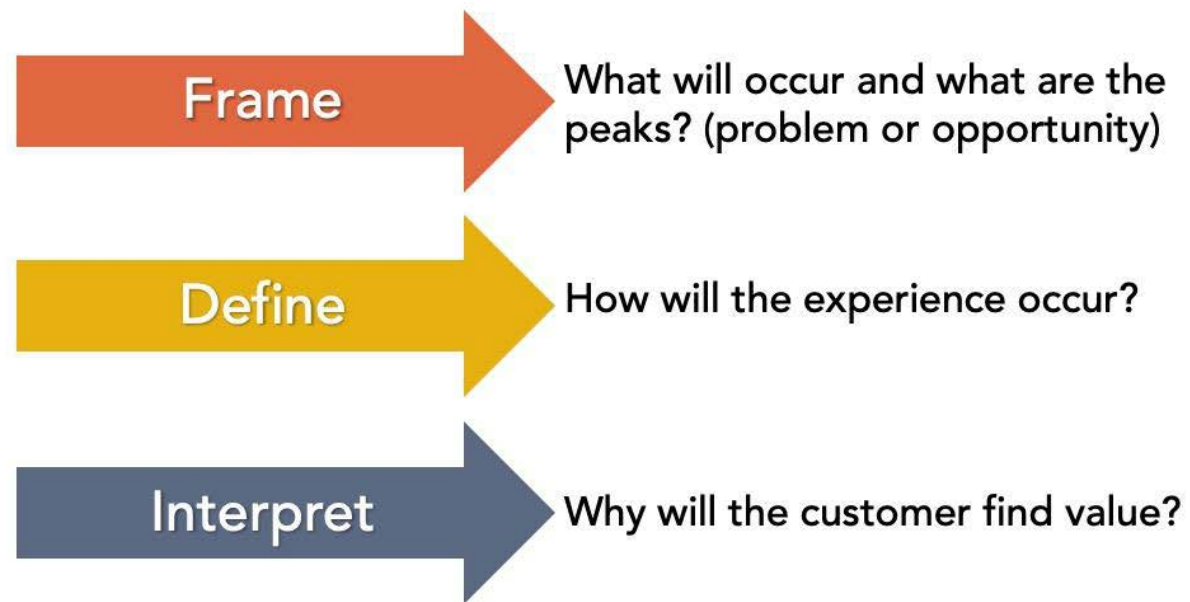 Frame
What will occur and what are the
peaks? (problem or opportunity)
Define
How will the experience occur?
Interpret
Why will the customer find value?